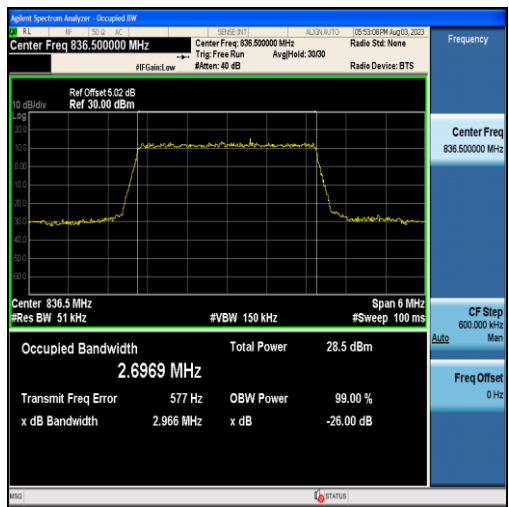 Agilent Spectrum Analyzer - Occupied BW
RL RF 50 Ω AC SENSE:INT ALIGN AUTO 05:53:08 PM Aug 03, 2023
Center Freq 836.500000 MHz
Center Freq: 836.500000 MHz Radio Std: None
Trig: Free Run Avg|Hold: 30/30
#IFGain:Low #Atten: 40 dB Radio Device: BTS
Ref Offset 5.02 dB
10 dB/div Ref 30.00 dBm
Log
20.0
10.0
0.00
-10.0
-20.0
-30.0
-40.0
-50.0
-60.0
Center 836.5 MHz Span 6 MHz
#Res BW 51 kHz #VBW 150 kHz #Sweep 100 ms
Occupied Bandwidth Total Power 28.5 dBm
2.6969 MHz
Transmit Freq Error 577 Hz OBW Power 99.00 %
x dB Bandwidth 2.966 MHz x dB -26.00 dB
MSG STATUS
Frequency
Center Freq
836.500000 MHz
CF Step
600.000 kHz
Auto Man
Freq Offset
0 Hz